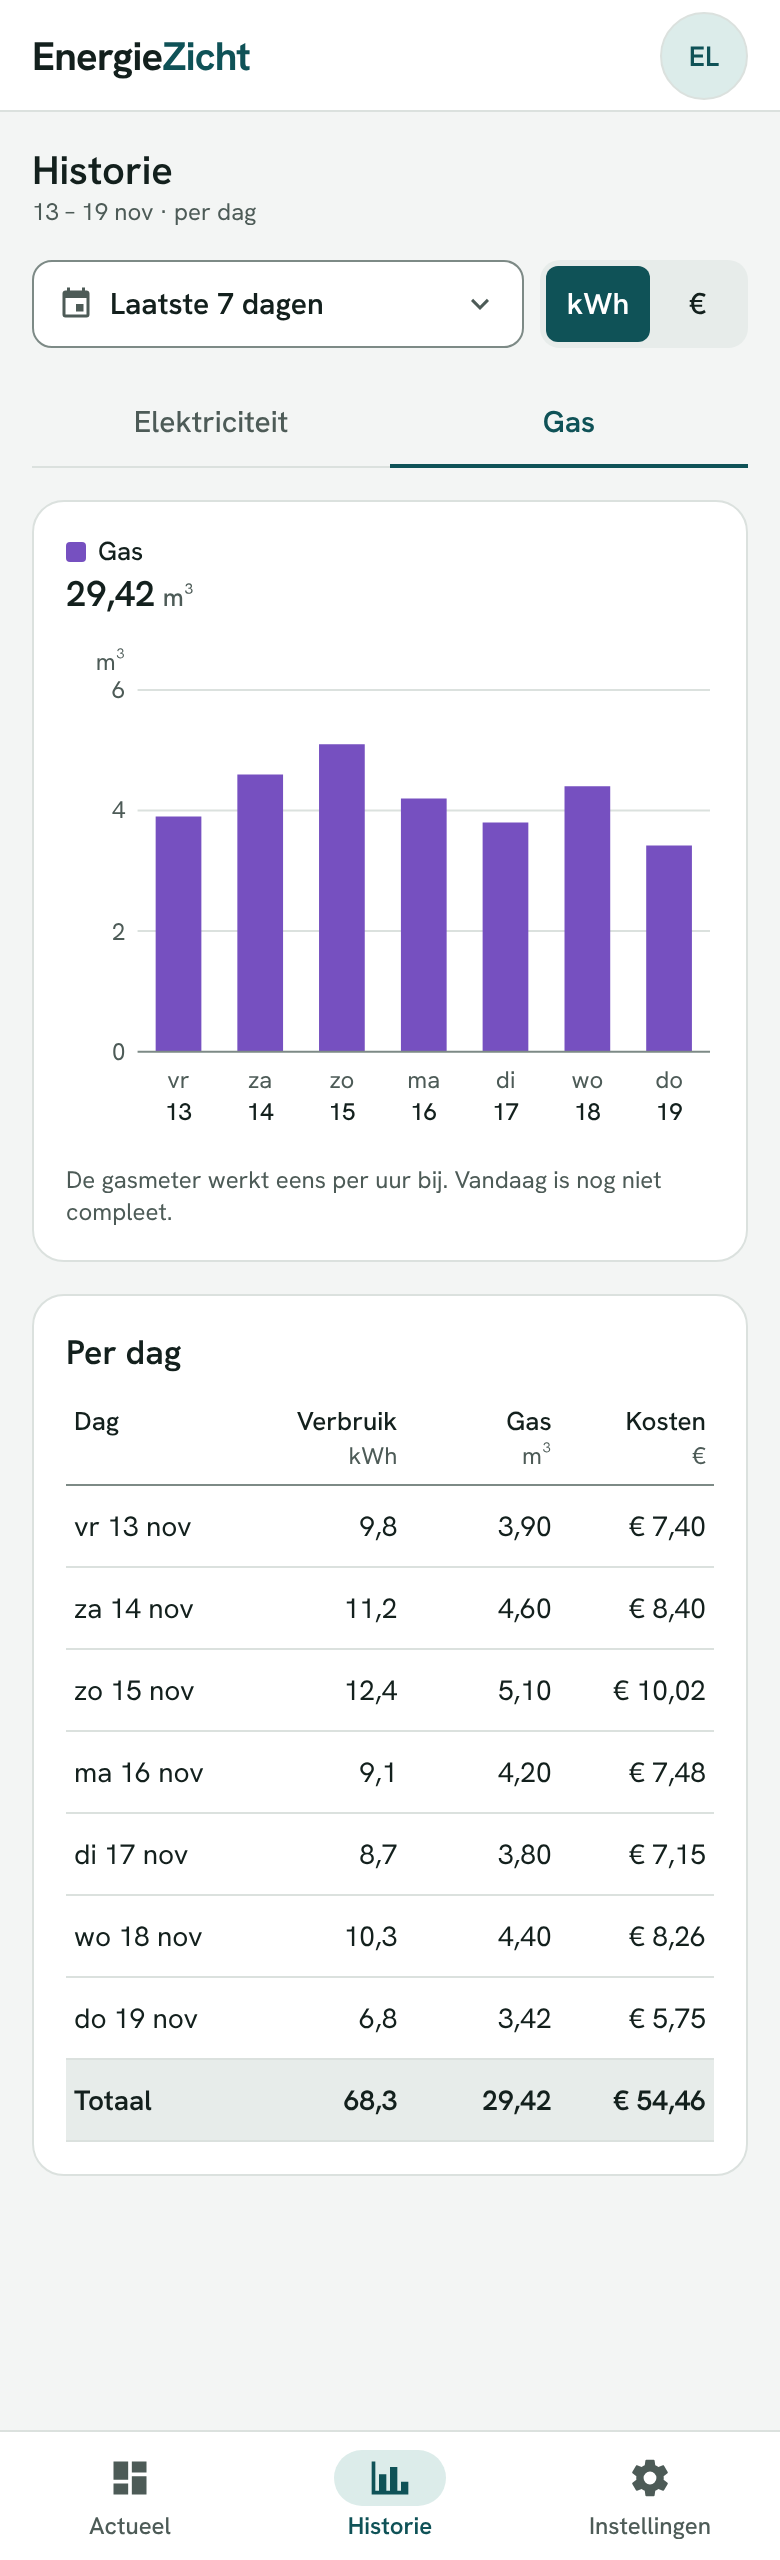 EnergieZicht
EL
Historie
13 – 19 nov · per dag
Laatste 7 dagen
kWh
€
Elektriciteit
Gas
Gas
29,42 m³
m³
6
4
2
0
vr za zo ma di wo do
13 14 15 16 17 18 19
De gasmeter werkt eens per uur bij. Vandaag is nog niet
compleet.
Per dag
Dag Verbruik Gas Kosten
kWh m³ €
vr 13 nov 9,8 3,90 € 7,40
za 14 nov 11,2 4,60 € 8,40
zo 15 nov 12,4 5,10 € 10,02
ma 16 nov 9,1 4,20 € 7,48
di 17 nov 8,7 3,80 € 7,15
wo 18 nov 10,3 4,40 € 8,26
do 19 nov 6,8 3,42 € 5,75
Totaal 68,3 29,42 € 54,46
Actueel
Historie
Instellingen